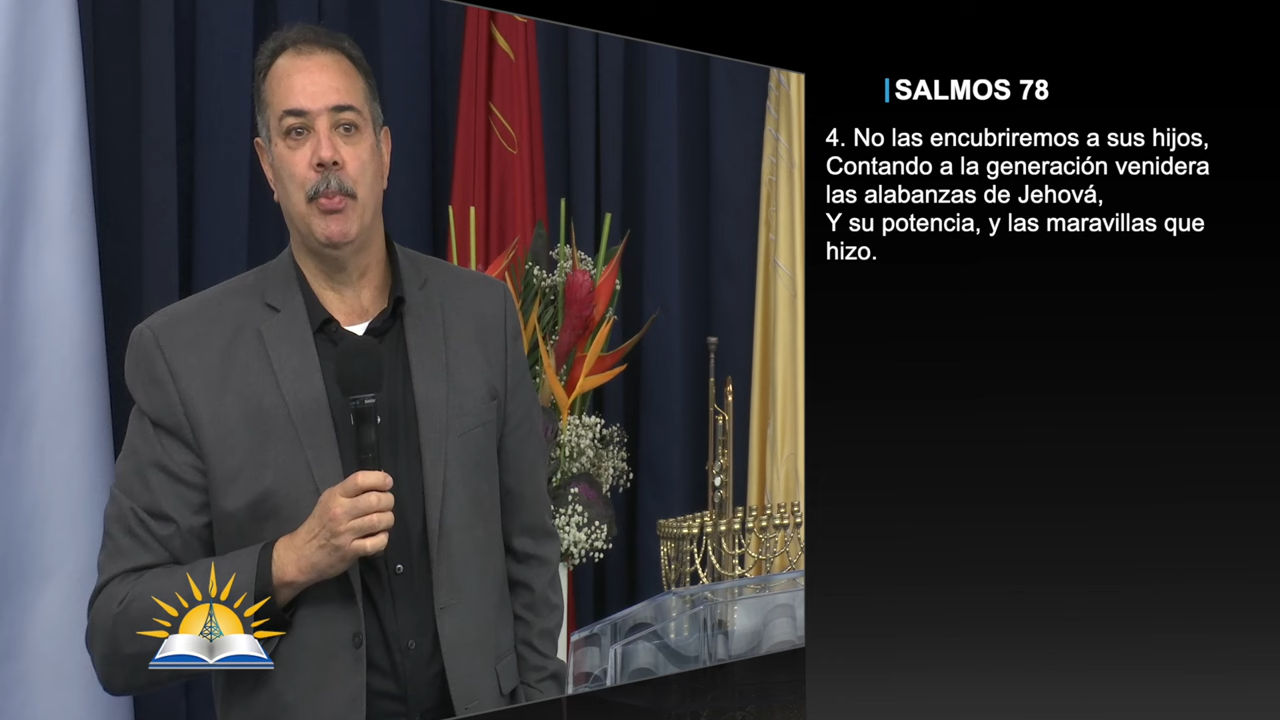 SALMOS 78
4. No las encubriremos a sus hijos,
Contando a la generación venidera
las alabanzas de Jehová,
Y su potencia, y las maravillas que
hizo.